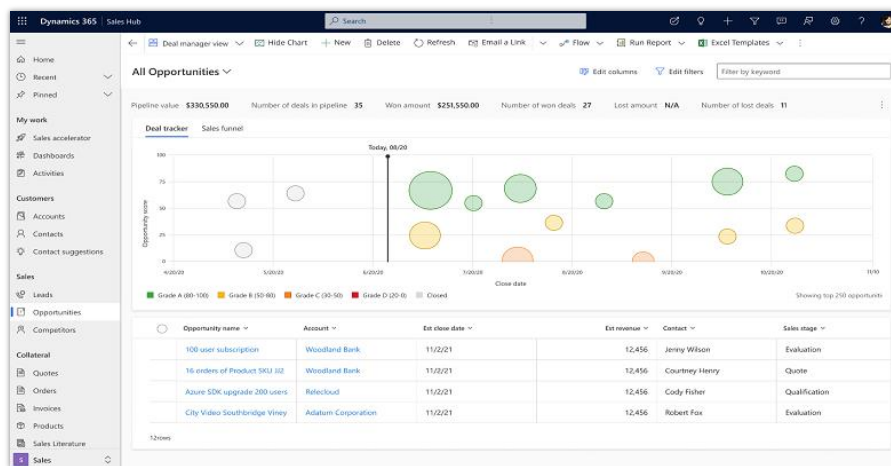 Dynamics 365 Sales Hub
Search
?
Deal manager view Hide Chart New Delete Refresh Email a Link Flow Run Report Excel Templates
Home
Recent
Pinned
My work
Sales accelerator
Dashboards
Activities
Customers
Accounts
Contacts
Contact suggestions
Sales
Leads
Opportunities
Competitors
Collateral
Quotes
Orders
Invoices
Products
Sales Literature
S Sales
All Opportunities
Edit columns Edit filters Filter by keyword
Pipeline value $330,550.00 Number of deals in pipeline 35 Won amount $251,550.00 Number of won deals 27 Lost amount N/A Number of lost deals 11
Deal tracker Sales funnel
Today, 08/20
Opportunity score
100
75
50
25
0
4/20/20 5/20/20 6/20/20 7/20/20 8/20/20 9/20/20 10/20/20 11/10
Close date
Grade A (80-100) Grade B (50-80) Grade C (30-50) Grade D (20-0) Closed
Showing top 250 opportuniti
Opportunity name Account Est close date Est revenue Contact Sales stage
100 user subscription Woodland Bank 11/2/21 12,456 Jenny Wilson Evaluation
16 orders of Product SKU Woodland Bank 11/2/21 12,456 Courtney Henry Quote
Azure SDK upgrade 200 users Relecloud 11/2/21 12,456 Cody Fisher Qualification
City Video Southbridge Viney Adatum Corporation 11/2/21 12,456 Robert Fox Evaluation
12rows